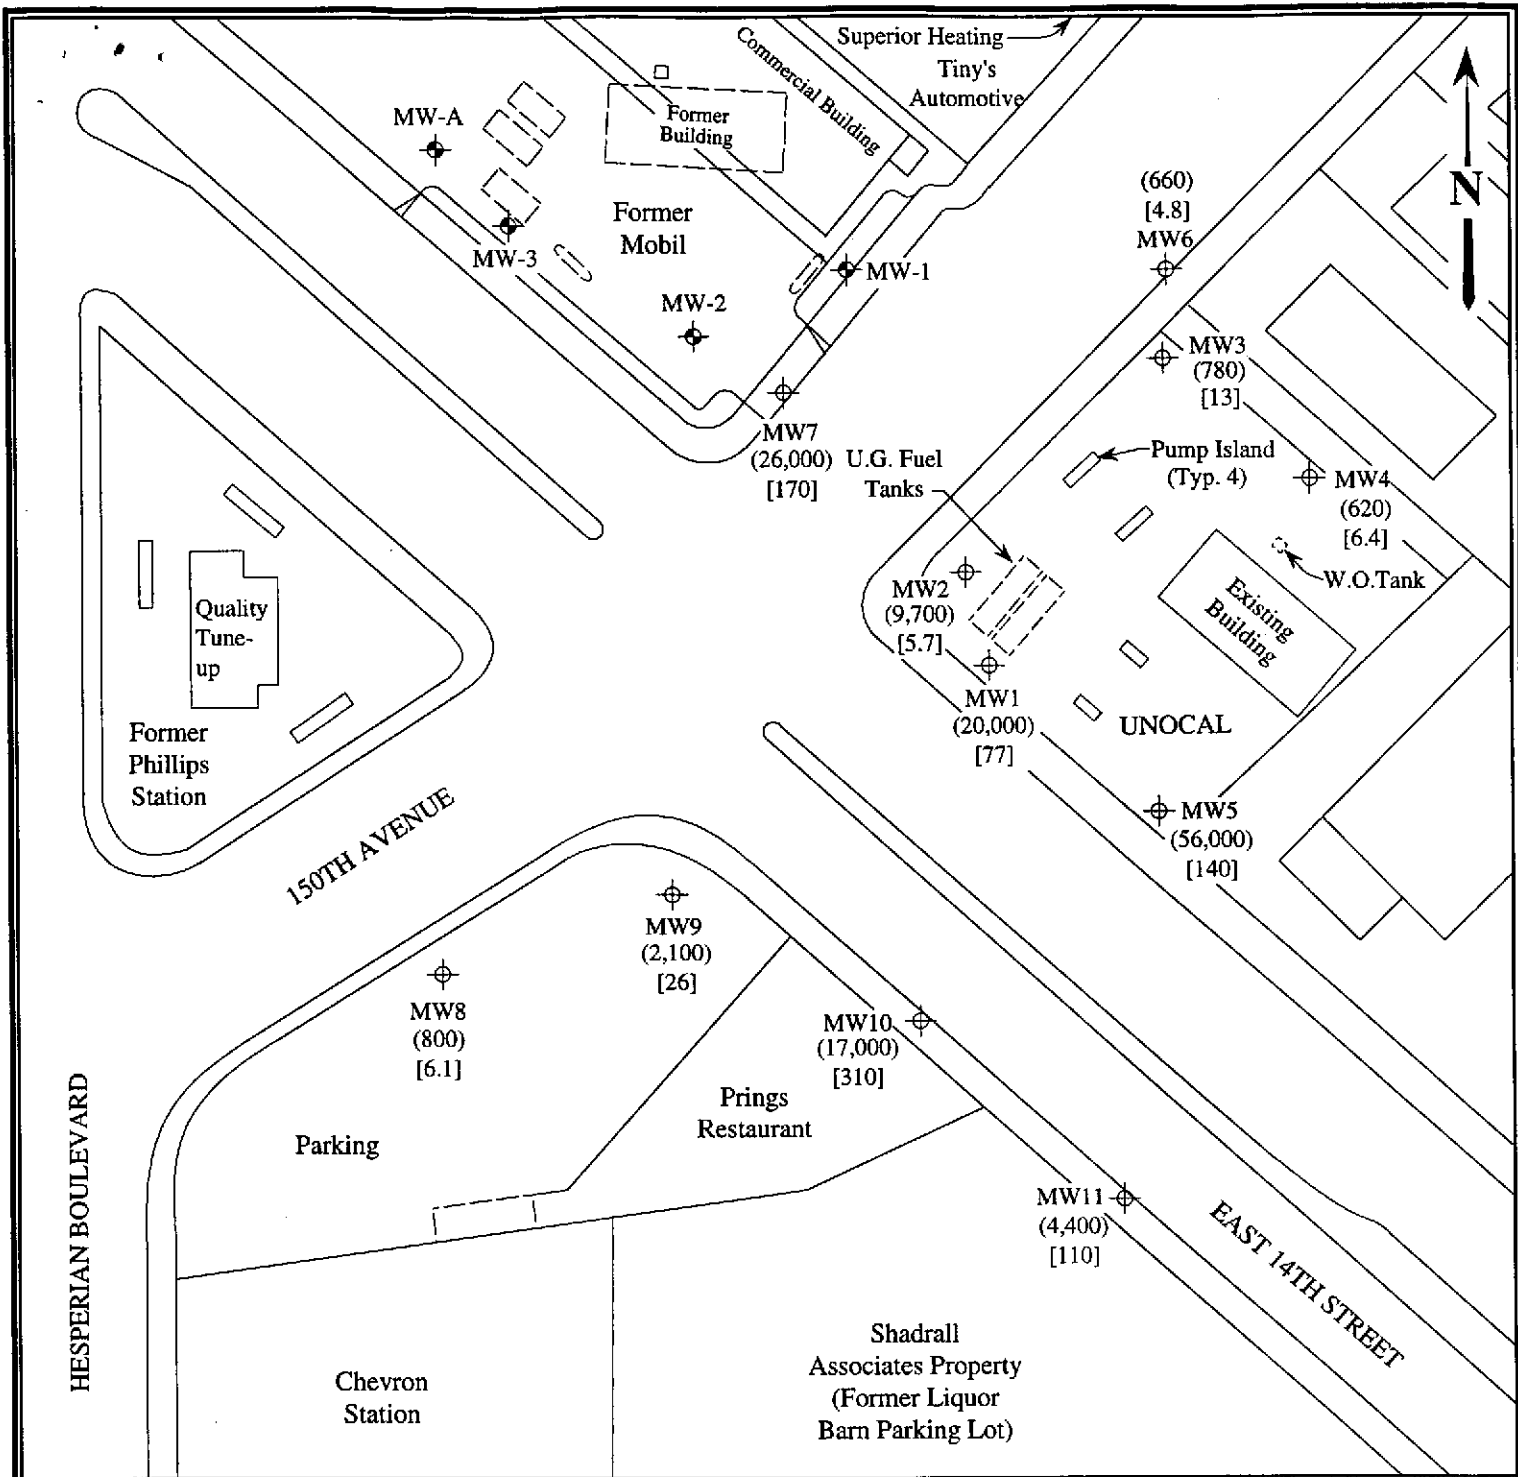 Superior Heating
Tiny's
Automotive
Commercial Building
Former
Building
MW-A
N
(660)
[4.8]
MW6
Former
Mobil
MW-3
MW-1
MW-2
MW3
(780)
[13]
MW7
(26,000)
[170]
U.G. Fuel
Tanks
Pump Island
(Typ. 4)
MW4
(620)
[6.4]
W.O.Tank
MW2
(9,700)
[5.7]
Existing
Building
Quality
Tune-
up
MW1
(20,000)
[77]
UNOCAL
Former
Phillips
Station
MW5
(56,000)
[140]
150TH AVENUE
MW9
(2,100)
[26]
MW8
(800)
[6.1]
MW10
(17,000)
[310]
Prings
Restaurant
Parking
HESPERIAN BOULEVARD
MW11
(4,400)
[110]
EAST 14TH STREET
Chevron
Station
Shadrall
Associates Property
(Former Liquor
Barn Parking Lot)